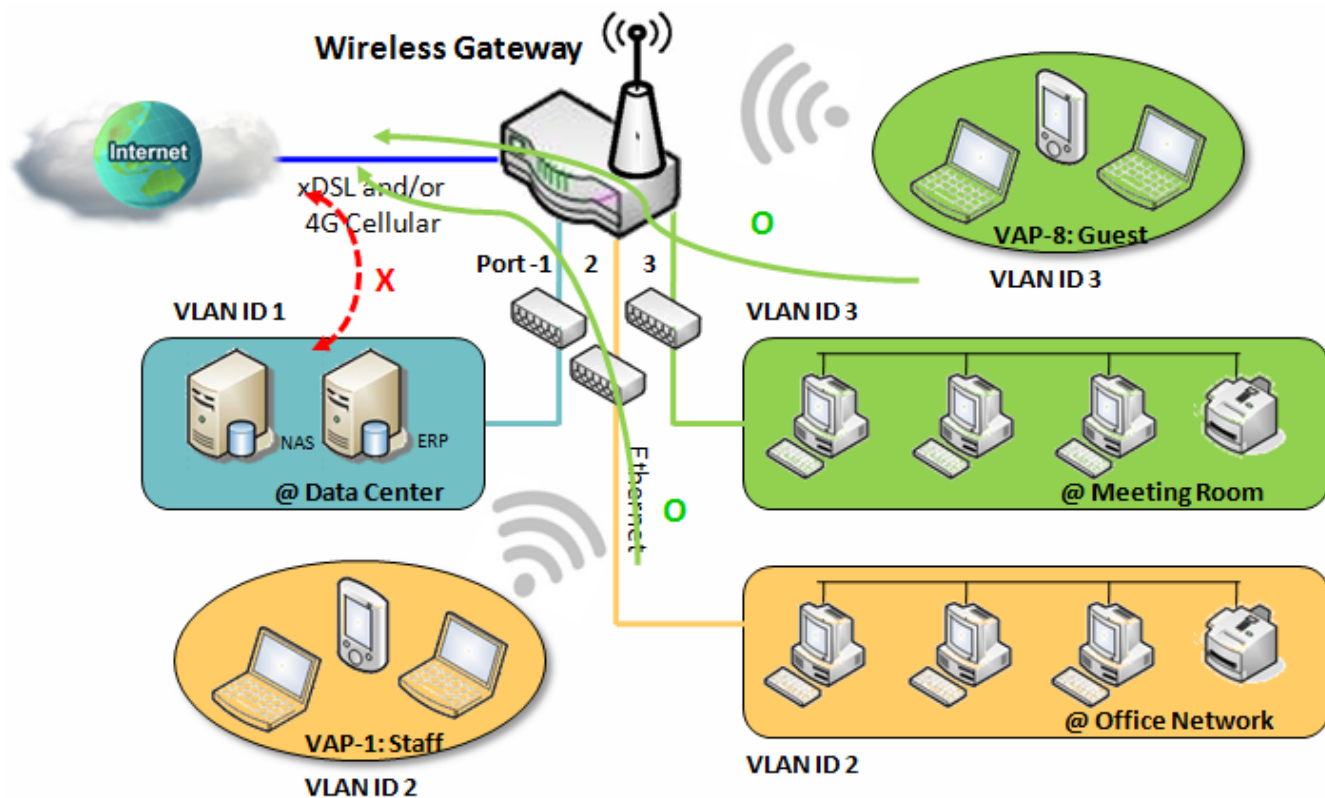 Wireless Gateway
Internet
xDSL and/or
4G Cellular
O
VAP-8: Guest
VLAN ID 3
Port -1
2
3
X
VLAN ID 1
VLAN ID 3
NAS
ERP
@ Data Center
Ethernet
O
@ Meeting Room
VAP-1: Staff
VLAN ID 2
@ Office Network
VLAN ID 2